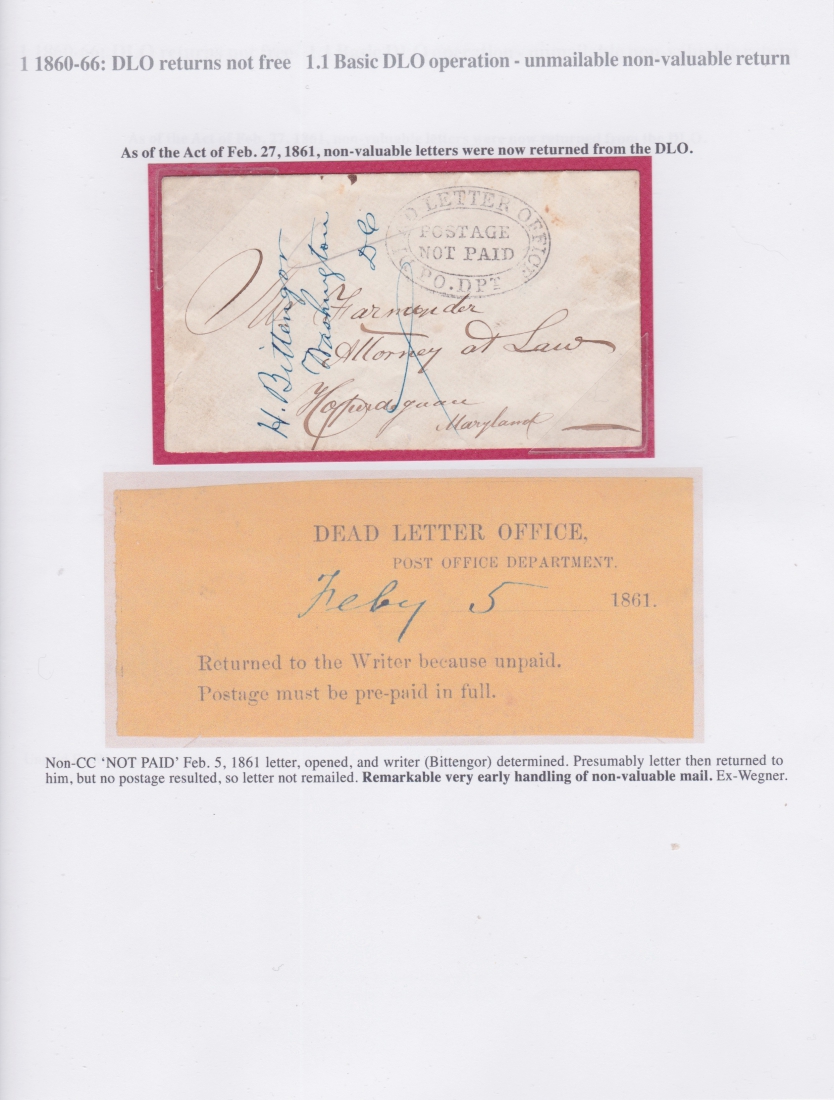 1 1860-66: DLO returns not free 1.1 Basic DLO operation - unmailable non-valuable return
As of the Act of Feb. 27, 1861, non-valuable letters were now returned from the DLO.
DEAD LETTER OFFICE
POSTAGE
NOT PAID
PO. DPT
H. Bittengor
Washington
DC
Farmender
Attorney at Law
Maryland
DEAD LETTER OFFICE,
POST OFFICE DEPARTMENT.
Feby 5 1861.
Returned to the Writer because unpaid.
Postage must be pre-paid in full.
Non-CC ‘NOT PAID’ Feb. 5, 1861 letter, opened, and writer (Bittengor) determined. Presumably letter then returned to
him, but no postage resulted, so letter not remailed. Remarkable very early handling of non-valuable mail. Ex-Wegner.